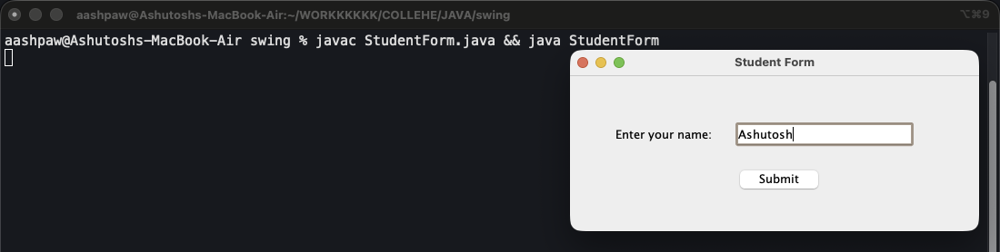 aashpaw@Ashutoshs-MacBook-Air:~/WORKKKKKK/COLLEHE/JAVA/swing
⌥⌘9
aashpaw@Ashutoshs-MacBook-Air swing % javac StudentForm.java && java StudentForm
Student Form
Enter your name:
Ashutosh
Submit